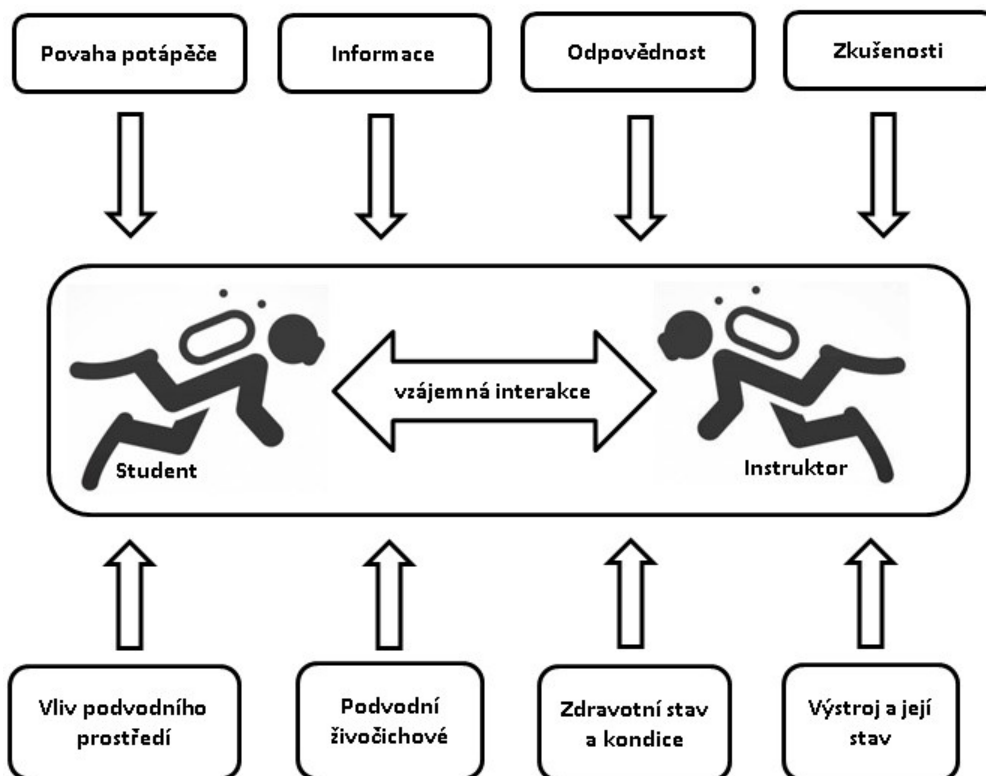 Povaha potápěče
Informace
Odpovědnost
Zkušenosti
vzájemná interakce
Student
Instruktor
Vliv podvodního
prostředí
Podvodní
živočichové
Zdravotní stav
a kondice
Výstroj a její
stav